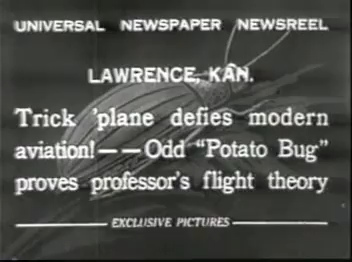 UNIVERSAL NEWSPAPER NEWSREEL
LAWRENCE, KAN.
Trick 'plane defies modern
aviation!——Odd "Potato Bug"
proves professor's flight theory
EXCLUSIVE PICTURES